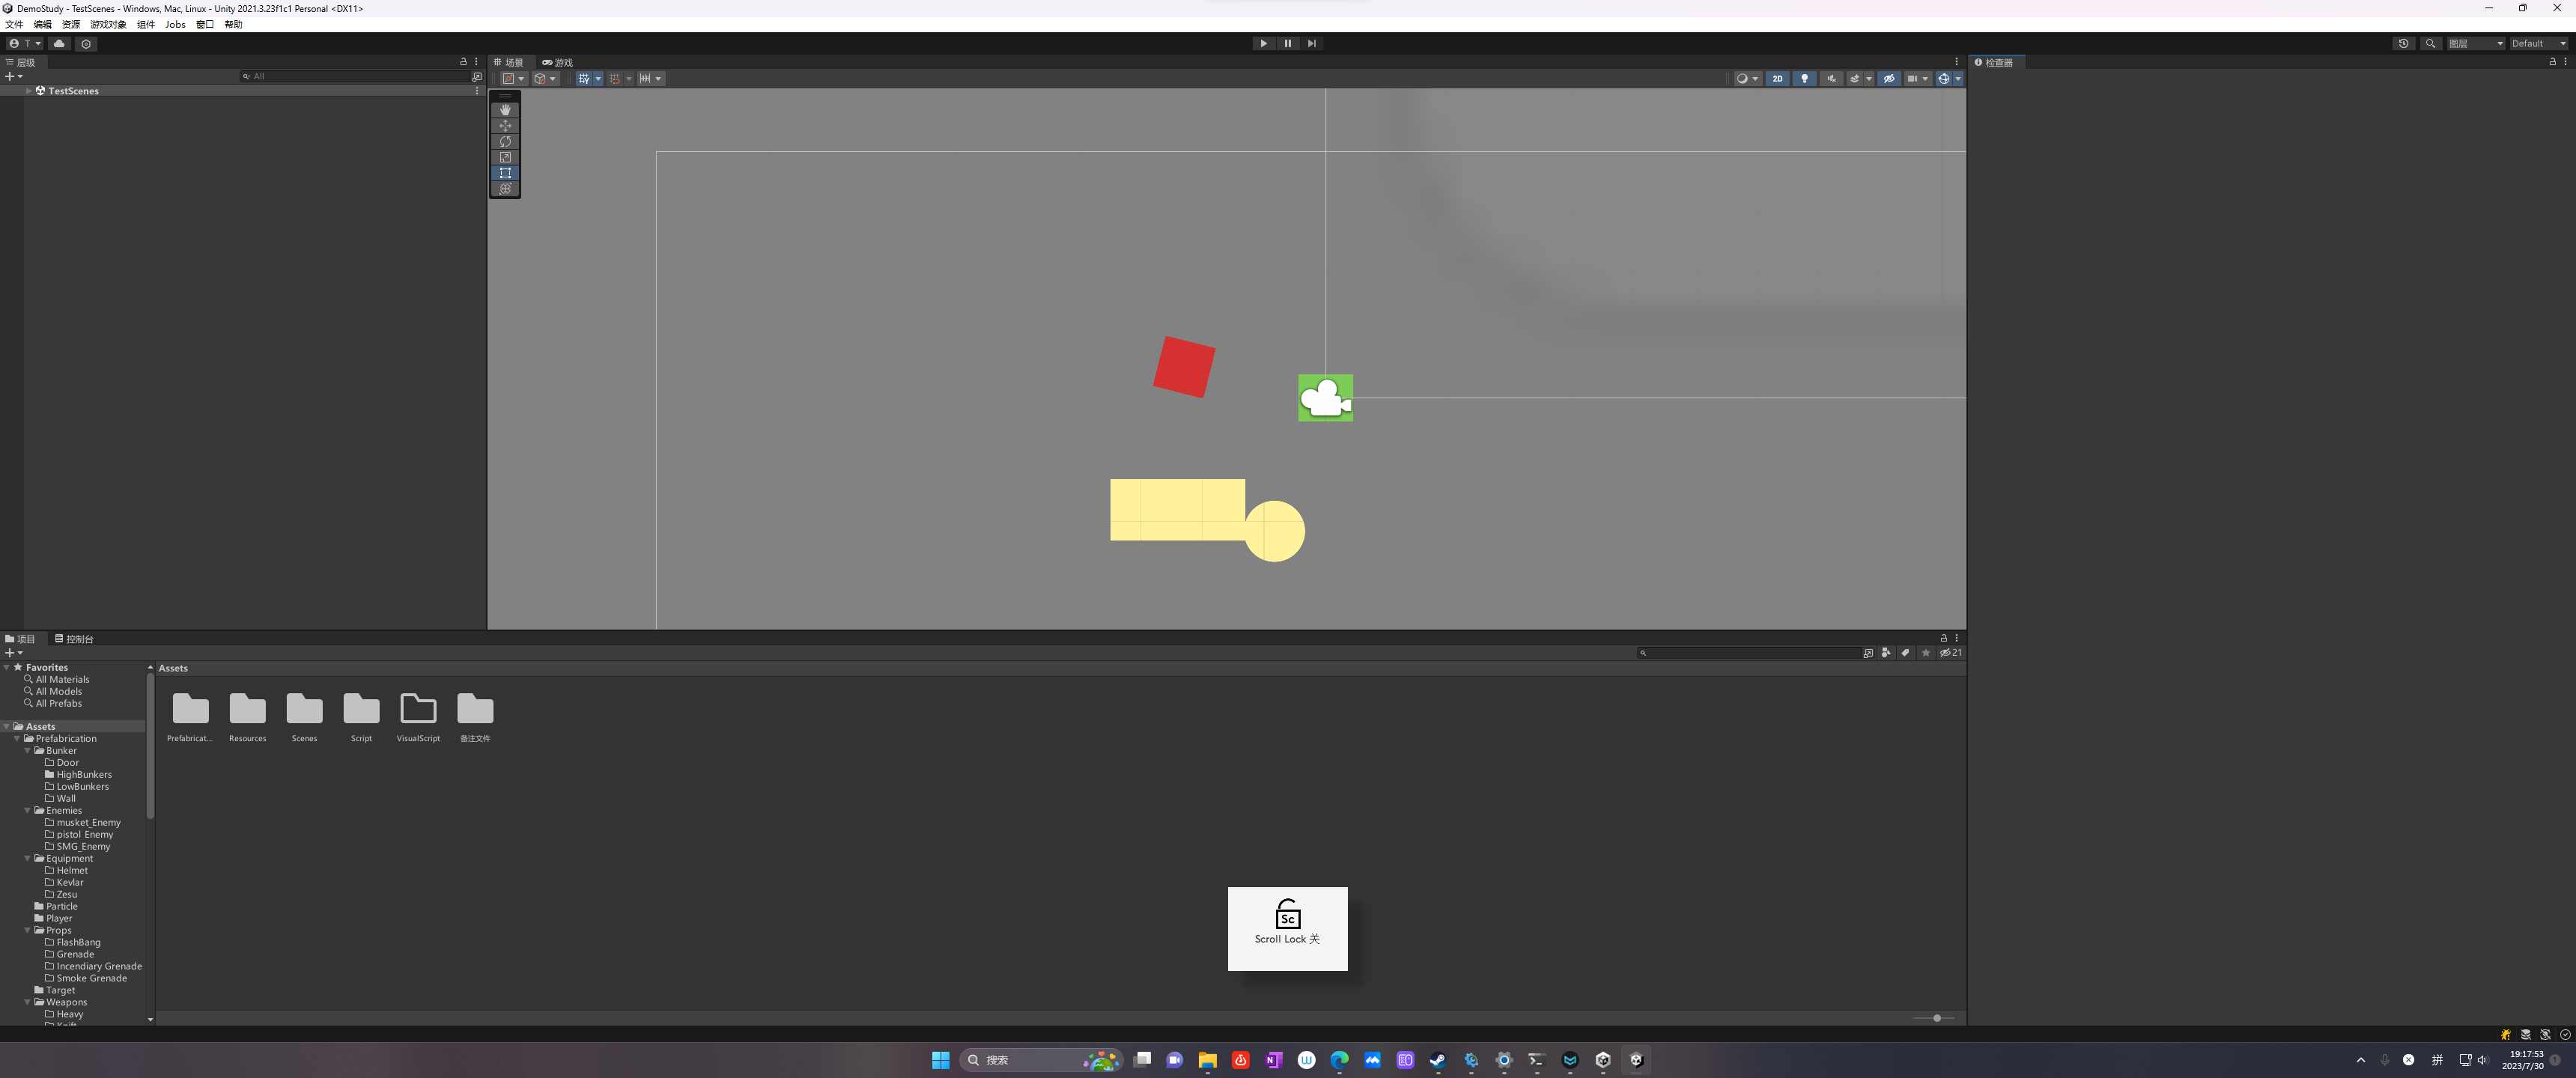 DemoStudy - TestScenes - Windows, Mac, Linux - Unity 2021.3.23f1c1 Personal <DX11>
文件 编辑 资源 游戏对象 组件 Jobs 窗口 帮助
T
图层 Default
层级
All
TestScenes
场景 游戏
2D
检查器
项目 控制台
21
Favorites
All Materials
All Models
All Prefabs
Assets
Prefabrication
Bunker
Door
HighBunkers
LowBunkers
Wall
Enemies
musket_Enemy
pistol_Enemy
SMG_Enemy
Equipment
Helmet
Kevlar
Zesu
Particle
Player
Props
FlashBang
Grenade
Incendiary Grenade
Smoke Grenade
Target
Weapons
Heavy
Assets
Prefabricat...
Resources
Scenes
Script
VisualScript
备注文件
Sc
Scroll Lock 关
搜索
拼
19:17:53
2023/7/30